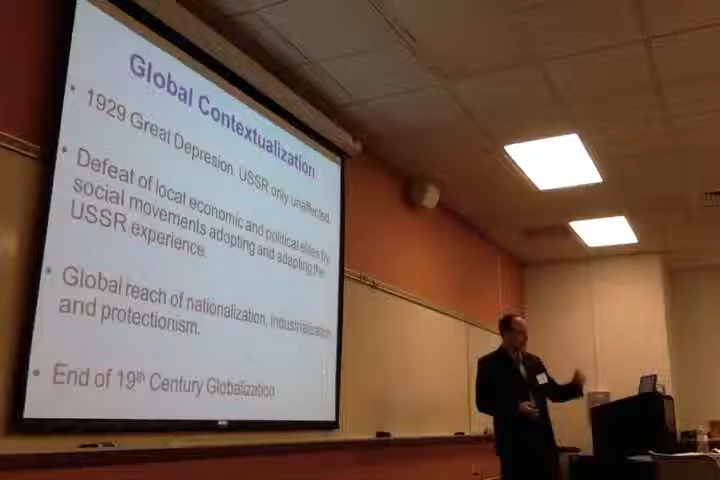 Global Contextualization
• 1929 Great Depresion. USSR only unaffected.
• Defeat of local economic and political elites by
social movements adopting and adapting the
USSR experience.
• Global reach of nationalization, industrialization
and protectionism.
• End of 19th Century Globalization